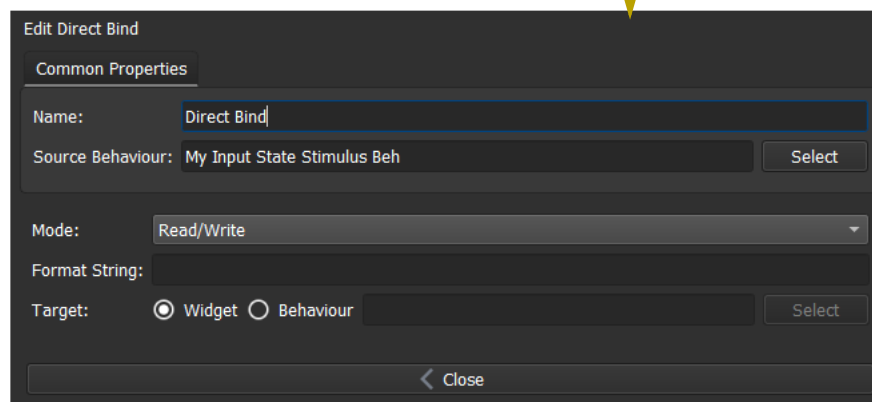 Edit Direct Bind
Common Properties
Name: Direct Bind
Source Behaviour: My Input State Stimulus Beh Select
Mode: Read/Write
Format String:
Target: Widget Behaviour Select
Close